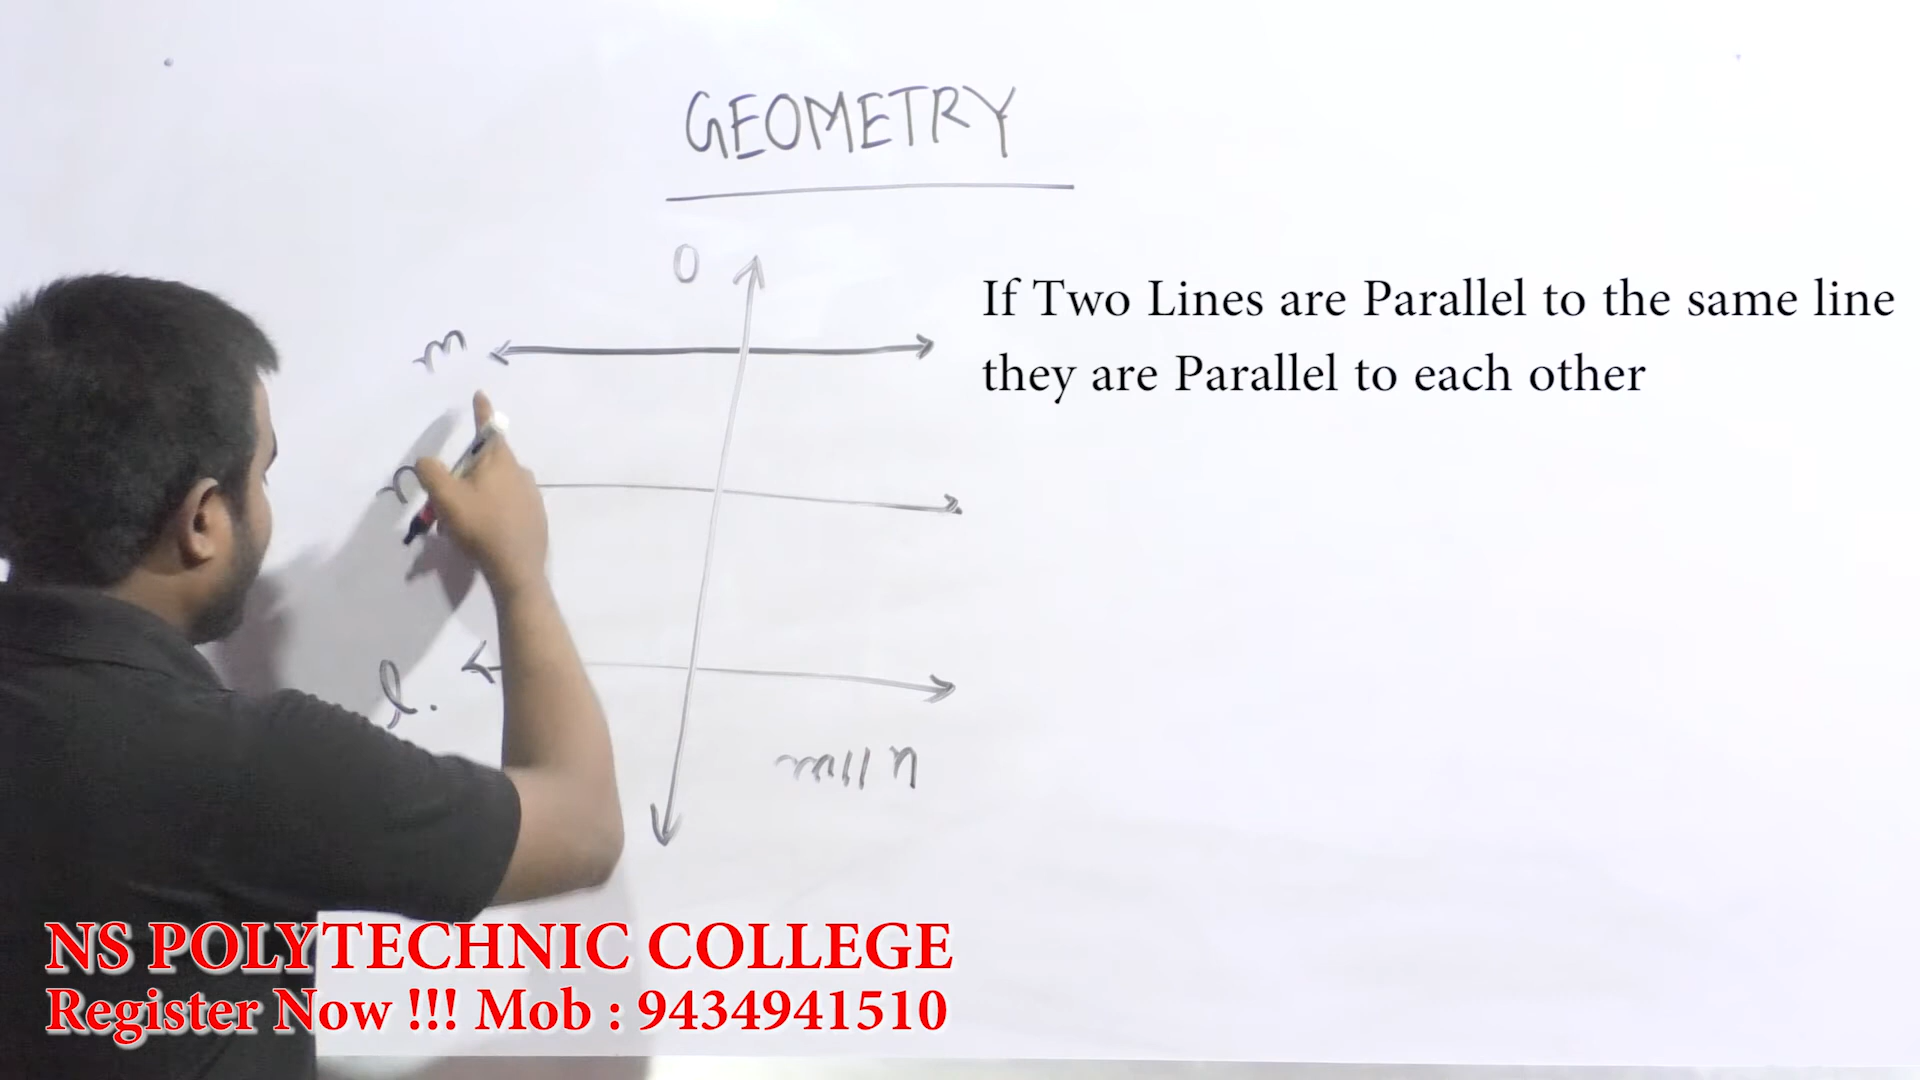 GEOMETRY
O
m
If Two Lines are Parallel to the same line
they are Parallel to each other
n
l.
m || n
NS POLYTECHNIC COLLEGE
Register Now !!! Mob : 9434941510